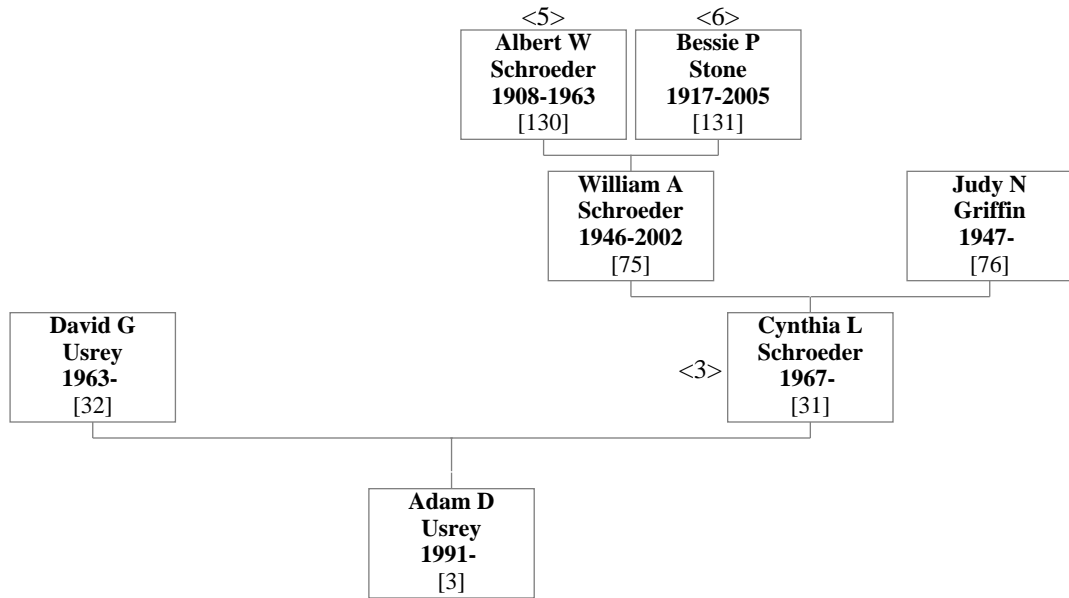 <5>
<6>
Albert W
Schroeder
1908-1963
[130]
Bessie P
Stone
1917-2005
[131]
William A
Schroeder
1946-2002
[75]
Judy N
Griffin
1947-
[76]
David G
Usrey
1963-
[32]
<3>
Cynthia L
Schroeder
1967-
[31]
Adam D
Usrey
1991-
[3]